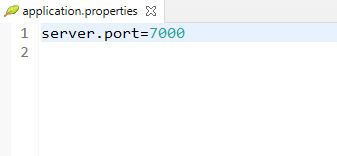 application.properties
1 server.port=7000
2